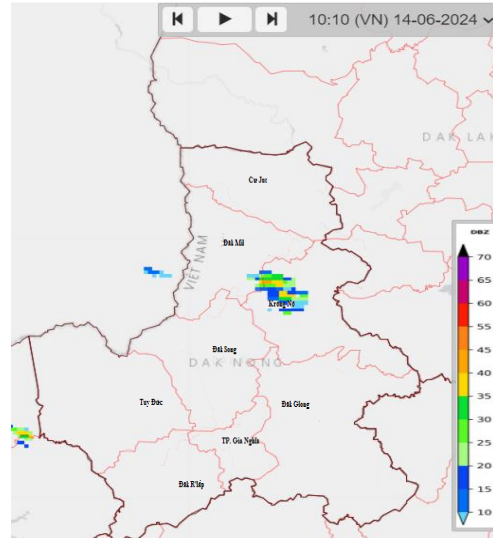 10:10 (VN) 14-06-2024
DAK LAK
Cư Jut
Đăk Mil
VIỆT NAM
DBZ
70
65
60
55
50
45
40
35
30
25
20
15
10
Krông Nô
Đăk Song
DAK NONG
Tuy Đức
Đăk Glong
TP. Gia Nghĩa
Đăk R'lấp